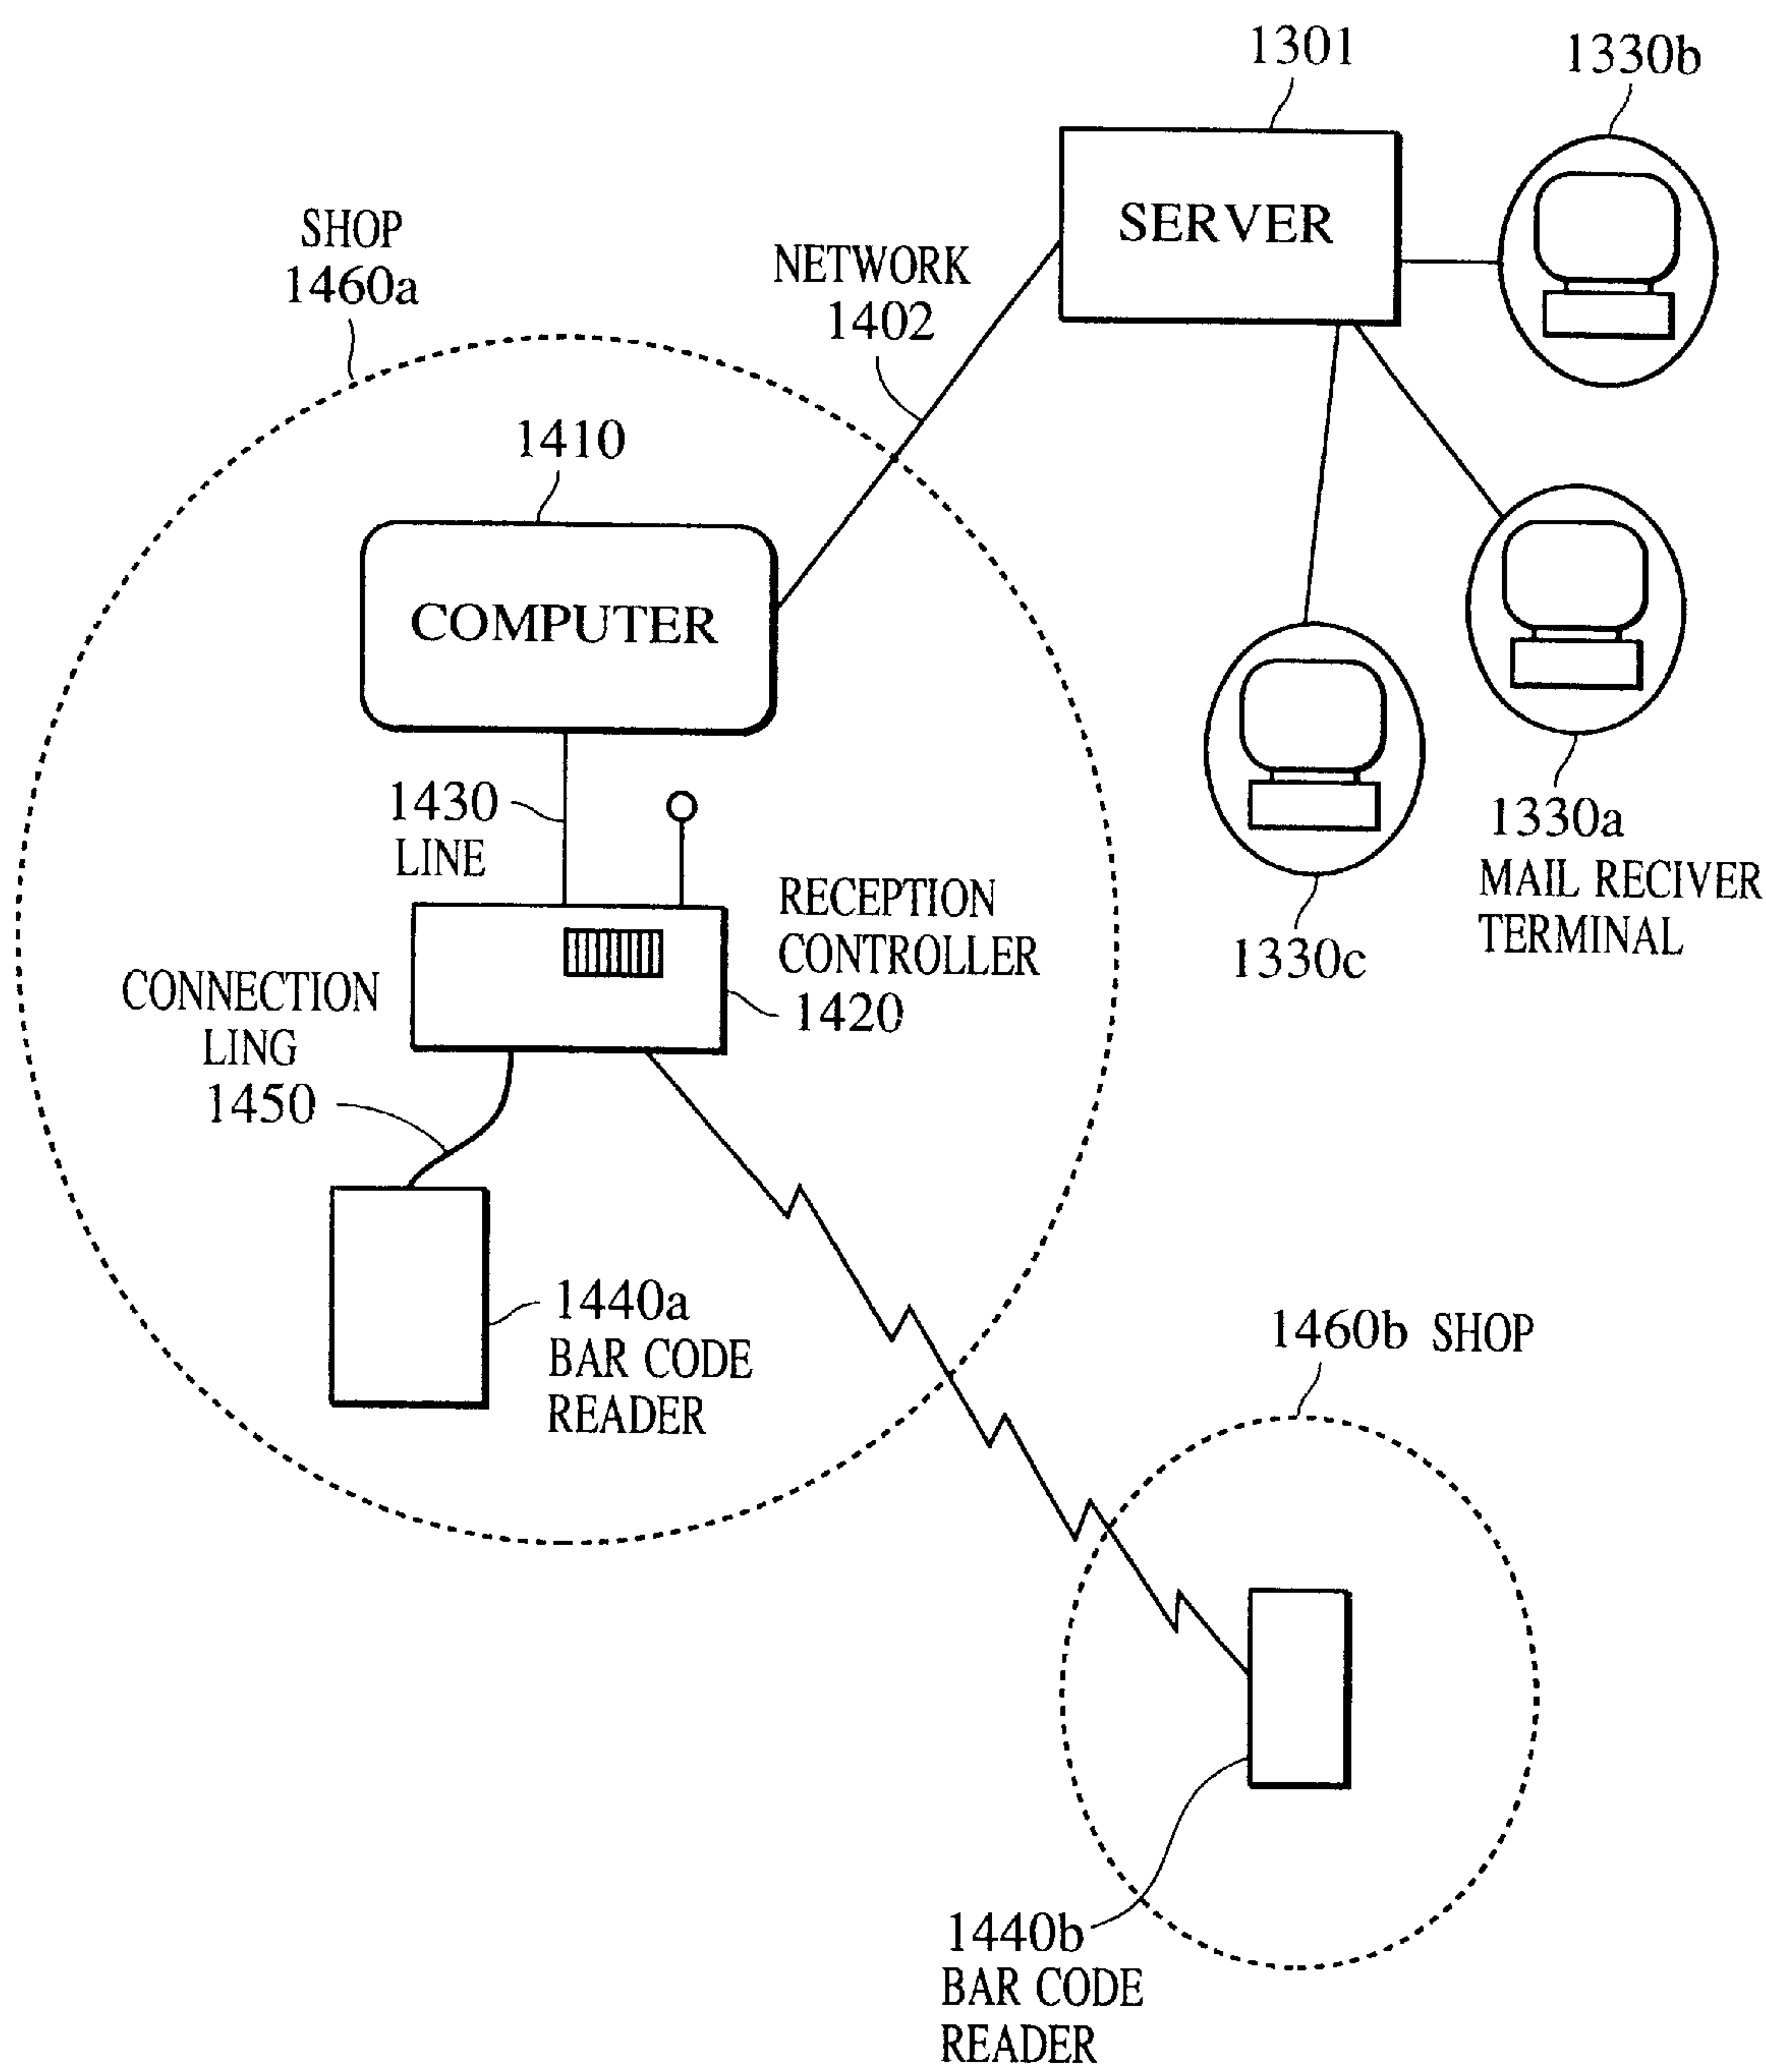 1301
1330b
SERVER
SHOP
1460a
NETWORK
1402
1410
COMPUTER
1430
LINE
1330a
MAIL RECIVER
TERMINAL
1330c
RECEPTION
CONTROLLER
1420
CONNECTION
LING
1450
1440a
BAR CODE
READER
1460b SHOP
1440b
BAR CODE
READER